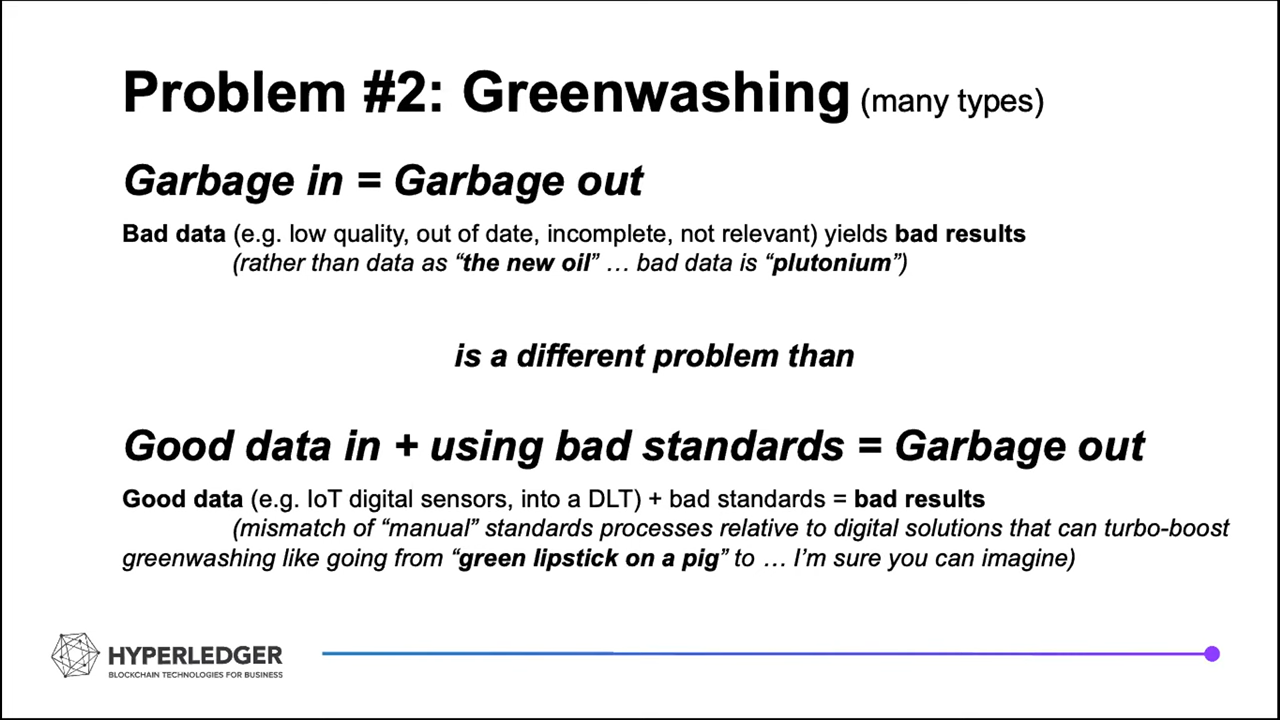 Problem #2: Greenwashing (many types)
Garbage in = Garbage out
Bad data (e.g. low quality, out of date, incomplete, not relevant) yields bad results
(rather than data as “the new oil” … bad data is “plutonium”)
is a different problem than
Good data in + using bad standards = Garbage out
Good data (e.g. IoT digital sensors, into a DLT) + bad standards = bad results
(mismatch of “manual” standards processes relative to digital solutions that can turbo-boost
greenwashing like going from “green lipstick on a pig” to … I’m sure you can imagine)
HYPERLEDGER
BLOCKCHAIN TECHNOLOGIES FOR BUSINESS